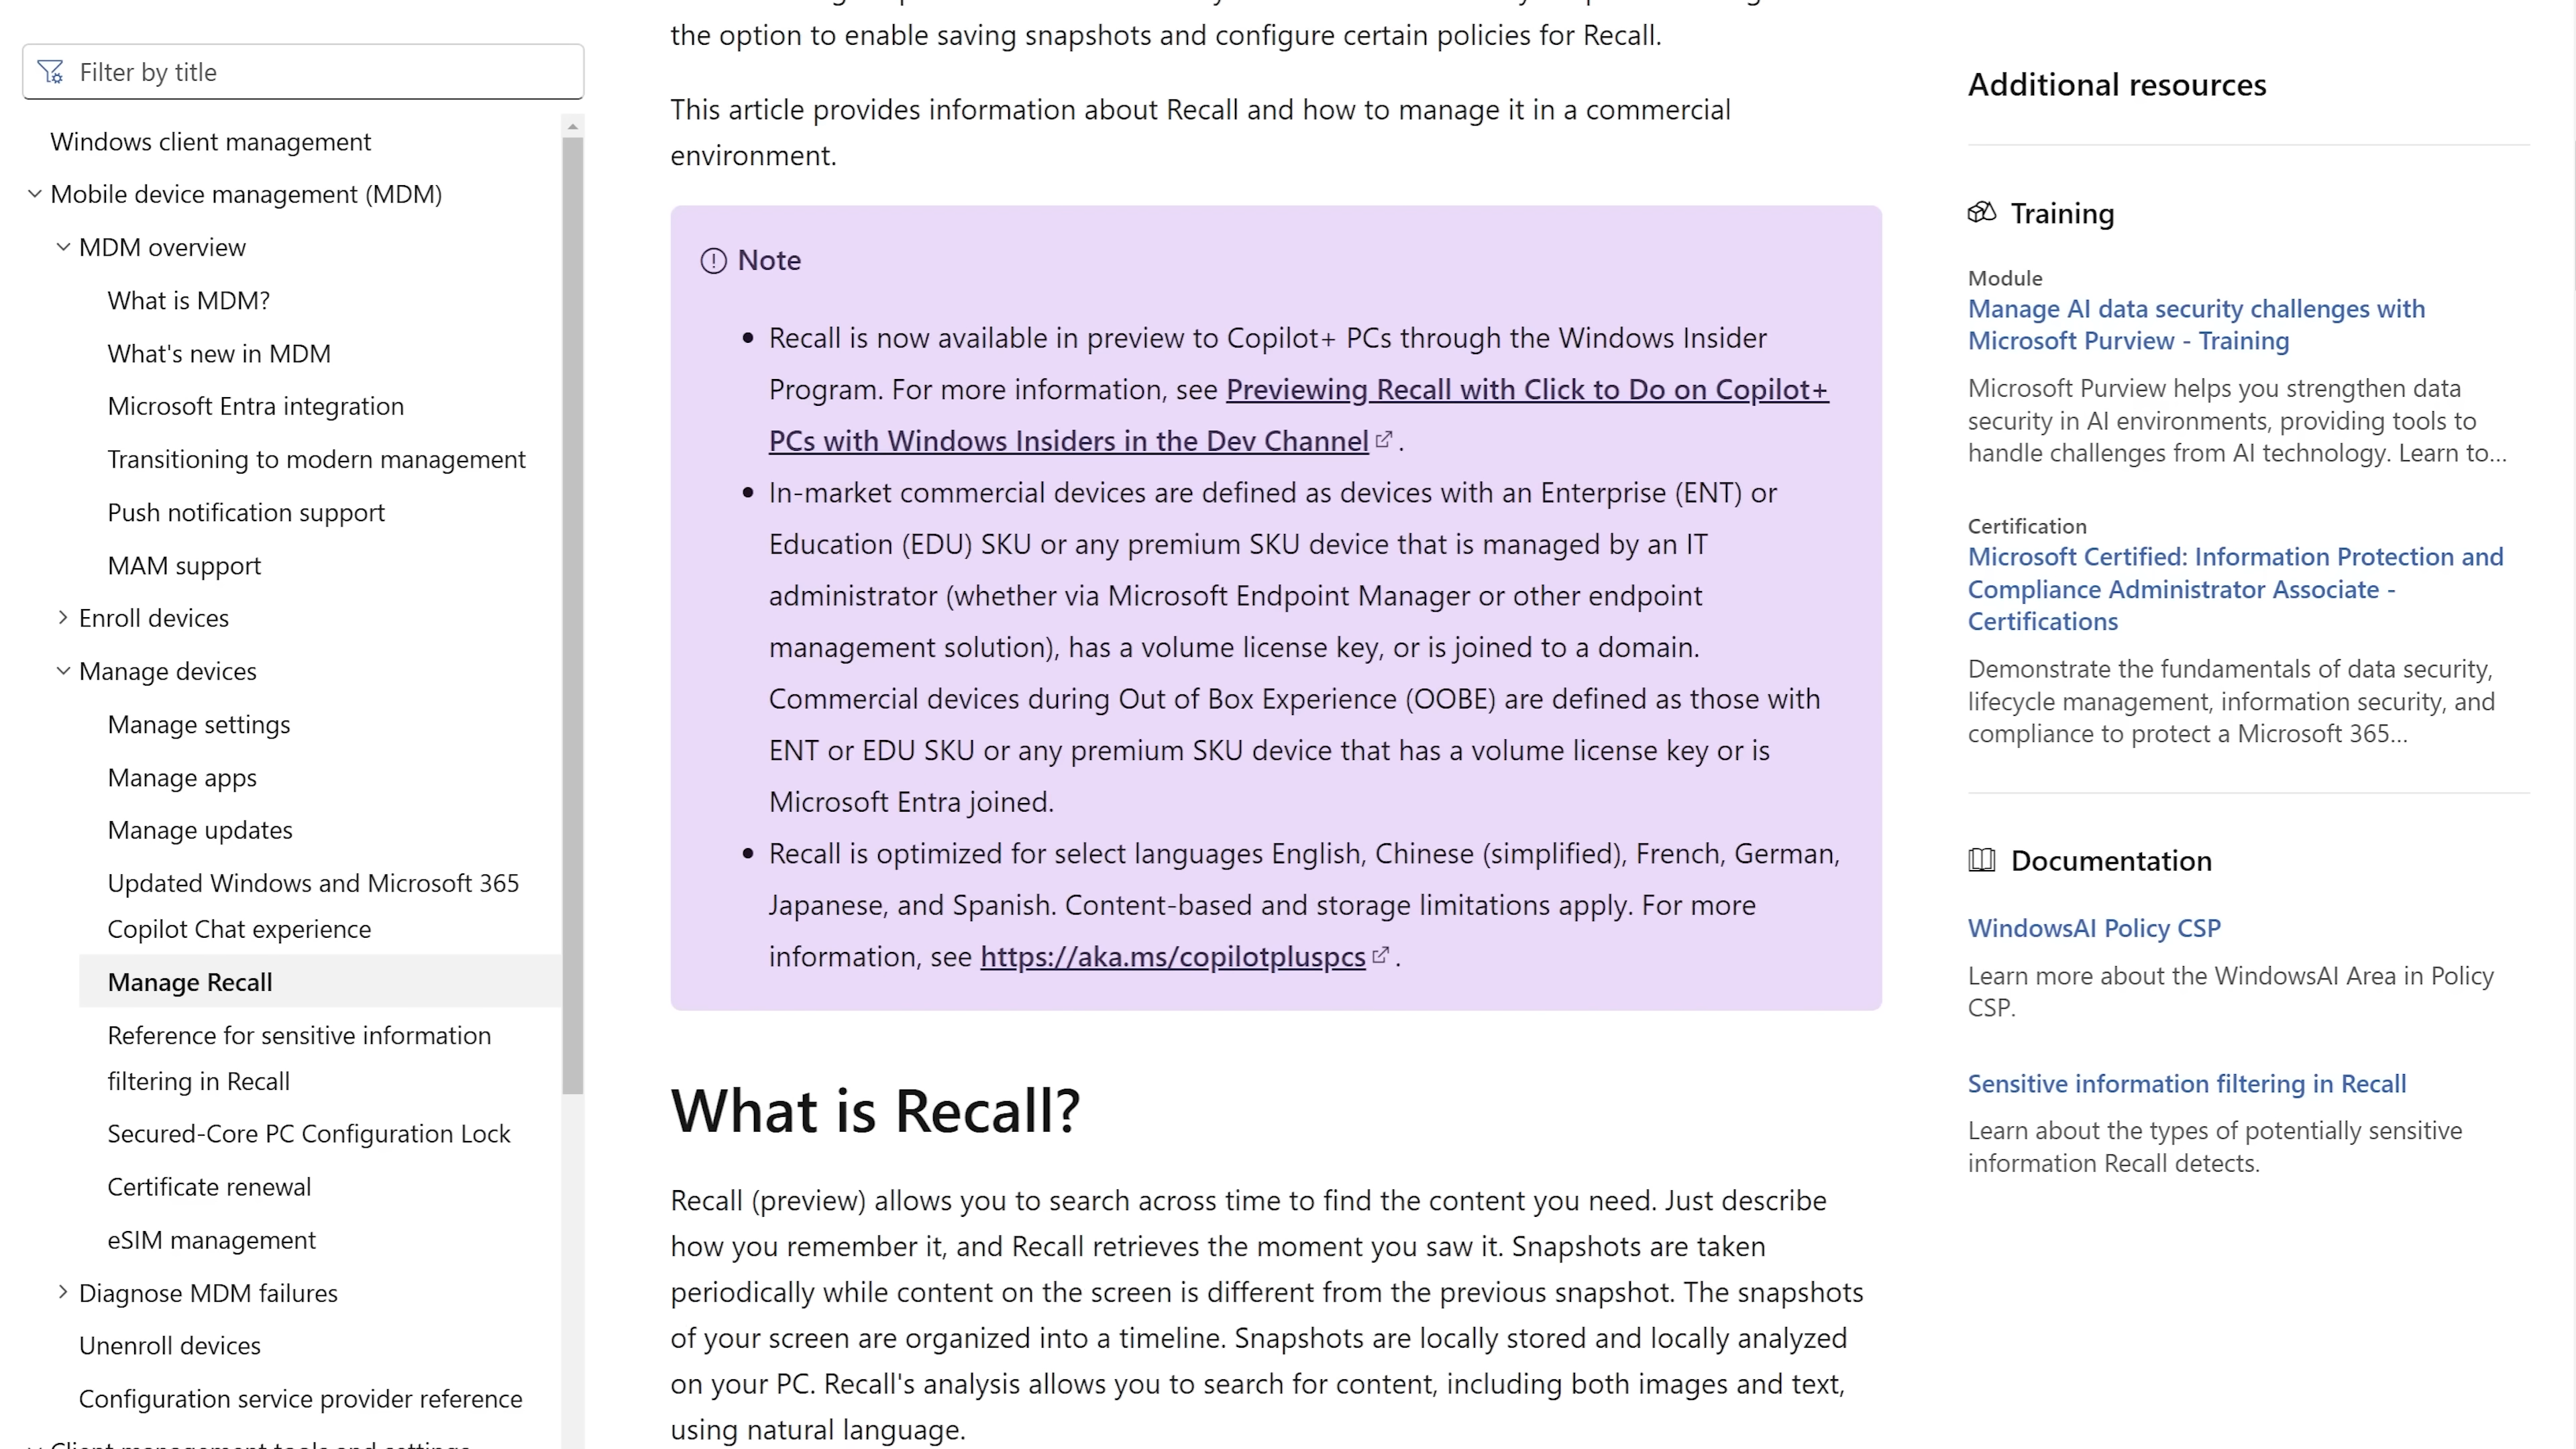 Filter by title
Windows client management
Mobile device management (MDM)
MDM overview
What is MDM?
What's new in MDM
Microsoft Entra integration
Transitioning to modern management
Push notification support
MAM support
Enroll devices
Manage devices
Manage settings
Manage apps
Manage updates
Updated Windows and Microsoft 365
Copilot Chat experience
Manage Recall
Reference for sensitive information
filtering in Recall
Secured-Core PC Configuration Lock
Certificate renewal
eSIM management
Diagnose MDM failures
Unenroll devices
Configuration service provider reference
Client management tools and settings
the option to enable saving snapshots and configure certain policies for Recall.
This article provides information about Recall and how to manage it in a commercial
environment.
Note
• Recall is now available in preview to Copilot+ PCs through the Windows Insider
Program. For more information, see Previewing Recall with Click to Do on Copilot+
PCs with Windows Insiders in the Dev Channel.
• In-market commercial devices are defined as devices with an Enterprise (ENT) or
Education (EDU) SKU or any premium SKU device that is managed by an IT
administrator (whether via Microsoft Endpoint Manager or other endpoint
management solution), has a volume license key, or is joined to a domain.
Commercial devices during Out of Box Experience (OOBE) are defined as those with
ENT or EDU SKU or any premium SKU device that has a volume license key or is
Microsoft Entra joined.
• Recall is optimized for select languages English, Chinese (simplified), French, German,
Japanese, and Spanish. Content-based and storage limitations apply. For more
information, see https://aka.ms/copilotpluspcs.
What is Recall?
Recall (preview) allows you to search across time to find the content you need. Just describe
how you remember it, and Recall retrieves the moment you saw it. Snapshots are taken
periodically while content on the screen is different from the previous snapshot. The snapshots
of your screen are organized into a timeline. Snapshots are locally stored and locally analyzed
on your PC. Recall's analysis allows you to search for content, including both images and text,
using natural language.
Additional resources
Training
Module
Manage AI data security challenges with
Microsoft Purview - Training
Microsoft Purview helps you strengthen data
security in AI environments, providing tools to
handle challenges from AI technology. Learn to...
Certification
Microsoft Certified: Information Protection and
Compliance Administrator Associate -
Certifications
Demonstrate the fundamentals of data security,
lifecycle management, information security, and
compliance to protect a Microsoft 365...
Documentation
WindowsAI Policy CSP
Learn more about the WindowsAI Area in Policy
CSP.
Sensitive information filtering in Recall
Learn about the types of potentially sensitive
information Recall detects.